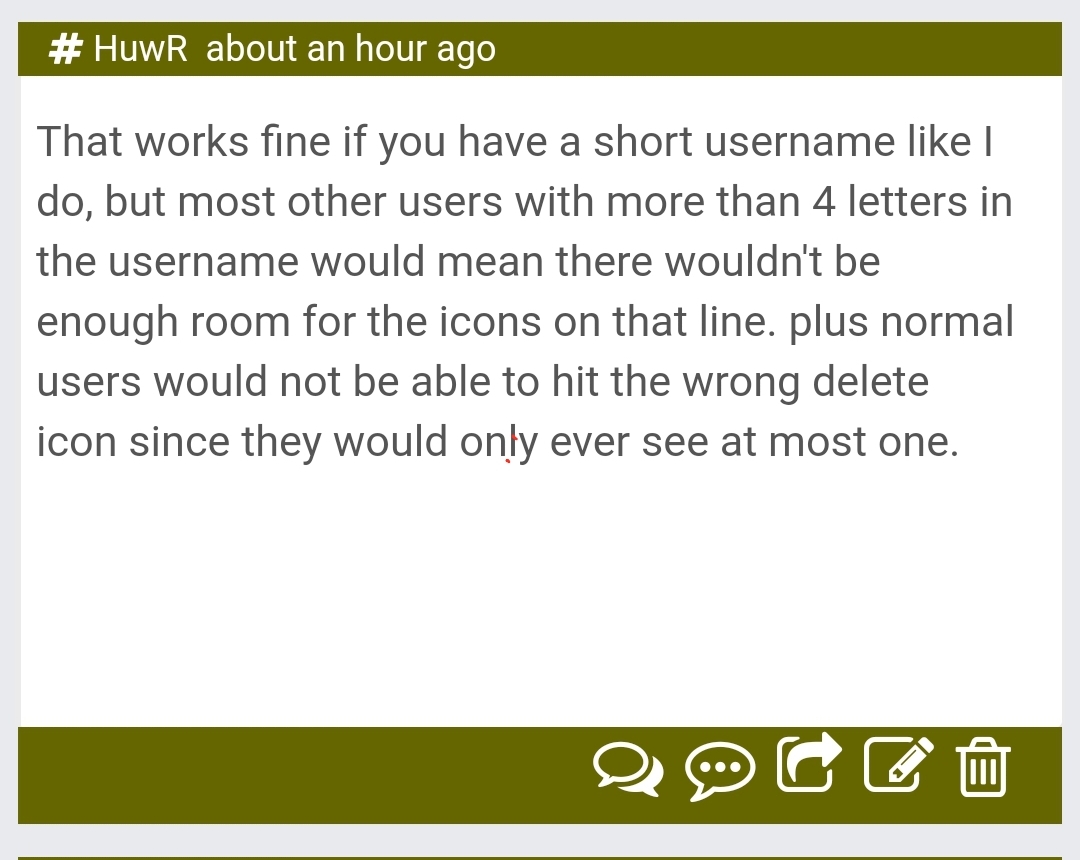 # HuwR about an hour ago
That works fine if you have a short username like I
do, but most other users with more than 4 letters in
the username would mean there wouldn't be
enough room for the icons on that line. plus normal
users would not be able to hit the wrong delete
icon since they would only ever see at most one.